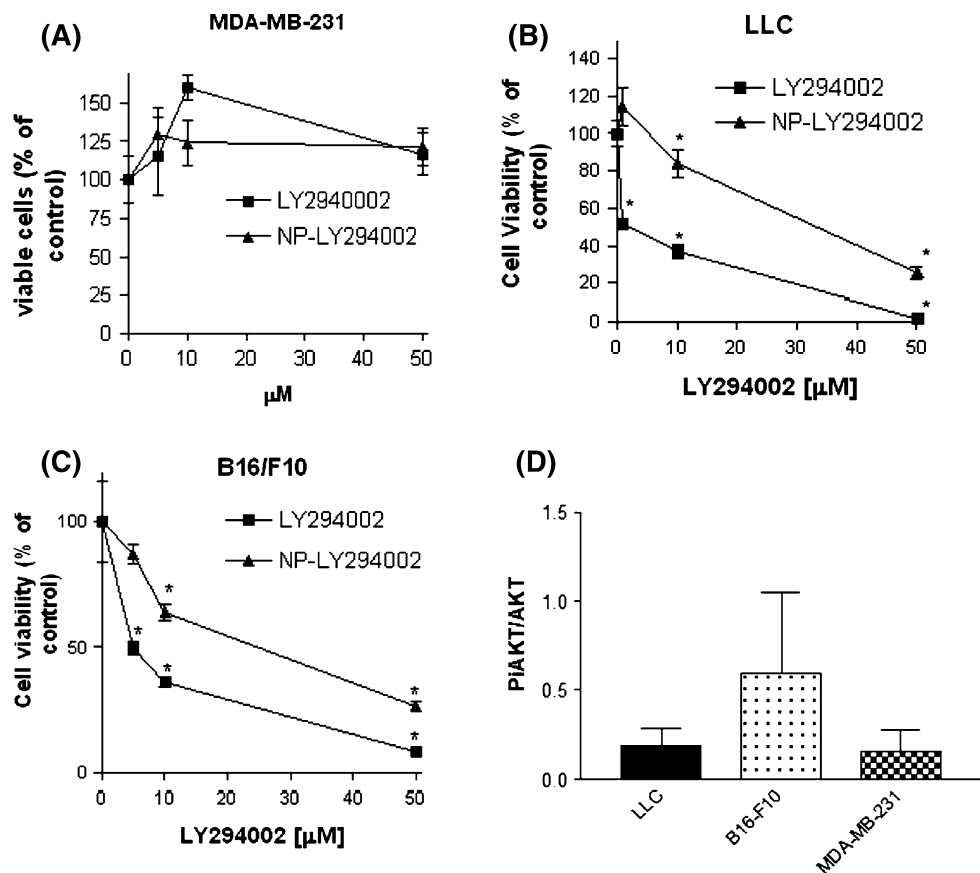 (A)
MDA-MB-231
viable cells (% of
control)
150
125
100
75
50
25
0
LY2940002
NP-LY294002
0 10 20 30 40 50
μM
(B)
LLC
Cell Viability (% of
control)
140
120
100
80
60
40
20
0
LY294002
NP-LY294002
*
*
*
*
*
0 10 20 30 40 50
LY294002 [μM]
(C)
B16/F10
Cell viability (% of
control)
100
50
0
LY294002
NP-LY294002
*
*
*
*
*
0 10 20 30 40 50
LY294002 [μM]
(D)
PiAKT/AKT
1.5
1.0
0.5
0.0
LLC
B16-F10
MDA-MB-231